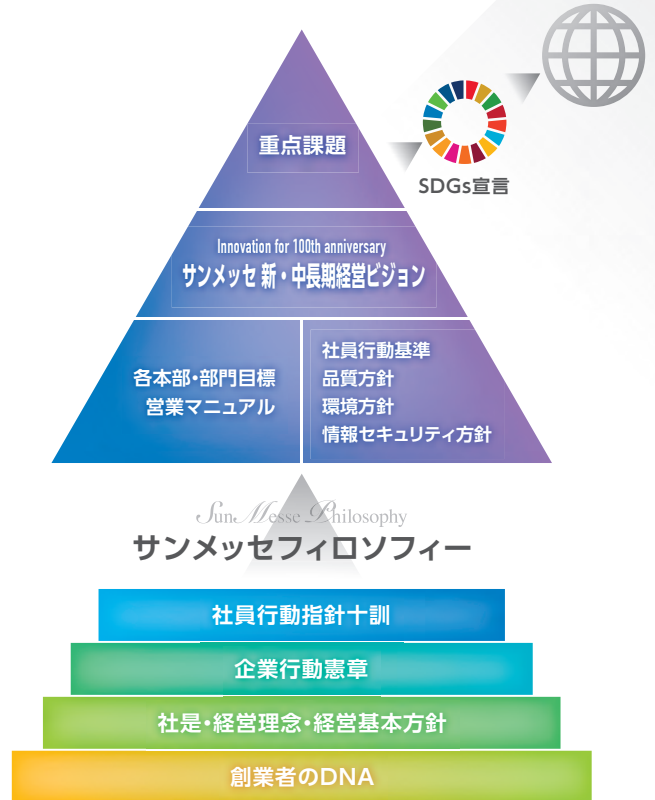 重点課題
SDGs宣言
Innovation for 100th anniversary
サンメッセ 新・中長期経営ビジョン
各本部・部門目標
営業マニュアル
社員行動基準
品質方針
環境方針
情報セキュリティ方針
Sun Messe Philosophy
サンメッセフィロソフィー
社員行動指針十訓
企業行動憲章
社是・経営理念・経営基本方針
創業者のDNA